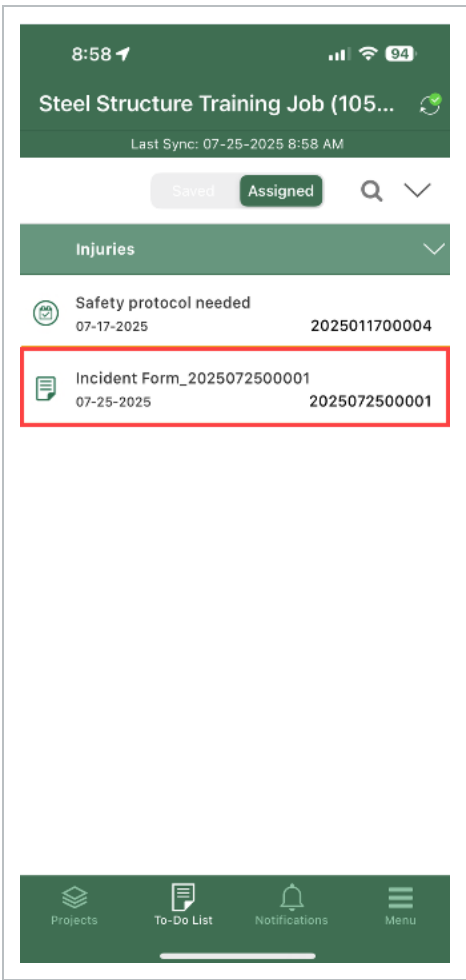 8:58
94
Steel Structure Training Job (105...
Last Sync: 07-25-2025 8:58 AM
Saved Assigned
Injuries
Safety protocol needed
07-17-2025 2025011700004
Incident Form_2025072500001
07-25-2025 2025072500001
Projects To-Do List Notifications Menu